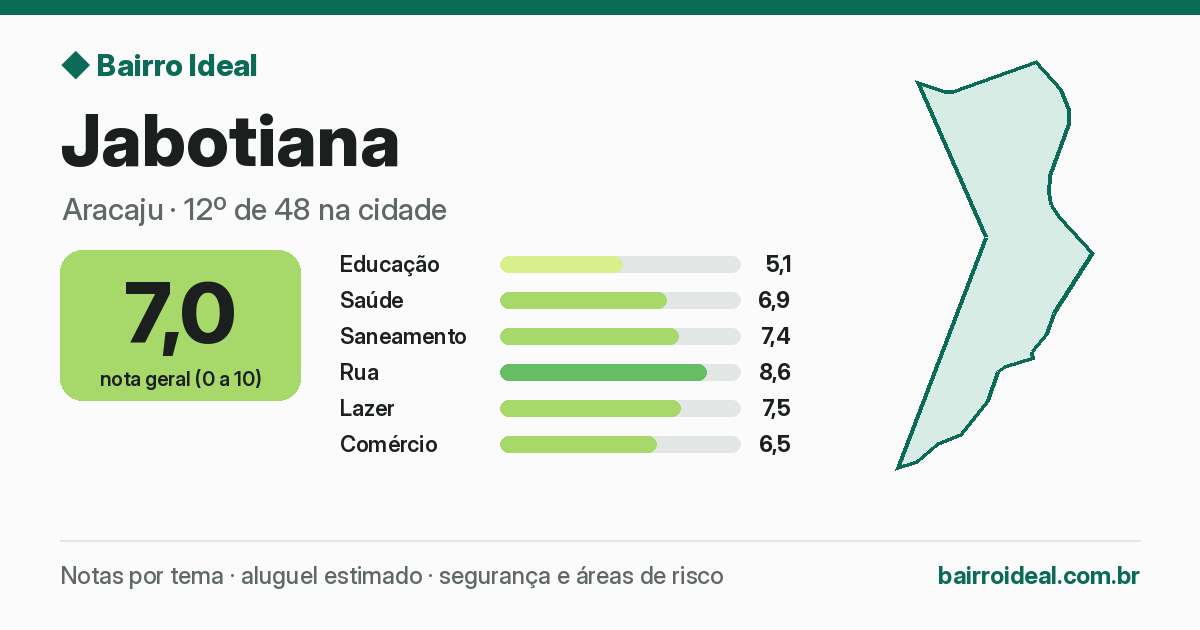 Bairro Ideal
Jabotiana
Aracaju · 12º de 48 na cidade
7,0
nota geral (0 a 10)
Educação 5,1
Saúde 6,9
Saneamento 7,4
Rua 8,6
Lazer 7,5
Comércio 6,5
Notas por tema · aluguel estimado · segurança e áreas de risco
bairroideal.com.br